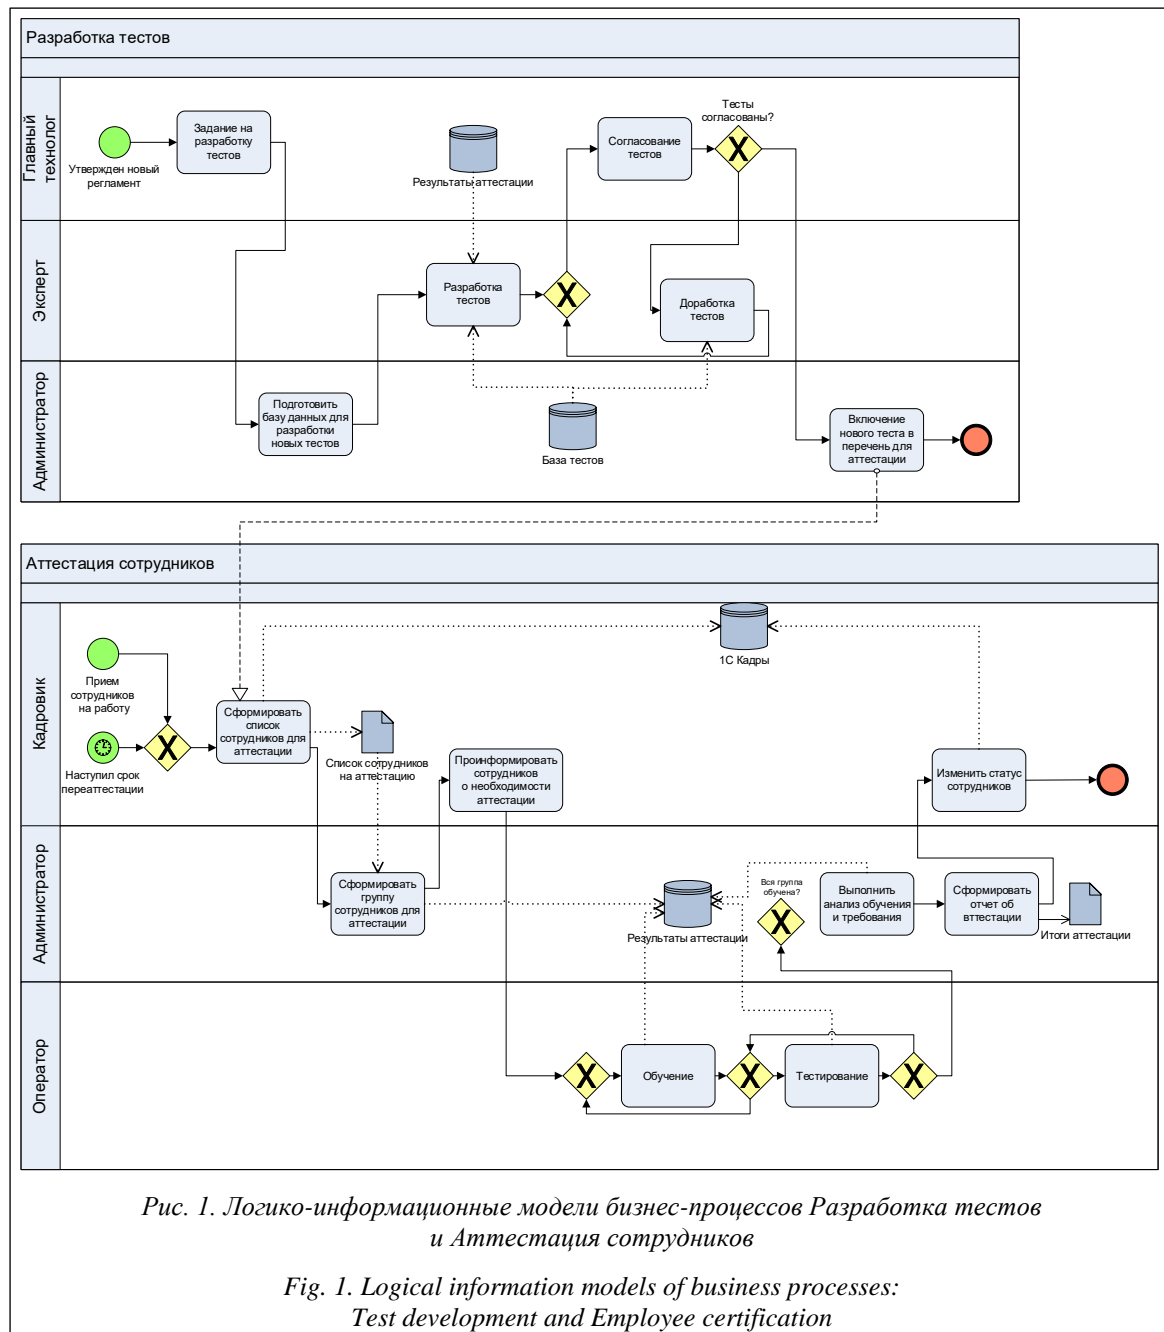 Разработка тестов
Главный
технолог
Утвержден новый
регламент
Задание на
разработку
тестов
Результаты аттестации
Согласование
тестов
Тесты
согласованы?
X
Эксперт
Разработка
тестов
X
Доработка
тестов
Администратор
Подготовить
базу данных для
разработки
новых тестов
База тестов
Включение
нового теста в
перечень для
аттестации
Аттестация сотрудников
Кадровик
Прием
сотрудников
на работу
Наступил срок
переаттестации
X
Сформировать
список
сотрудников для
аттестации
Список сотрудников
на аттестацию
Проинформировать
сотрудников
о необходимости
аттестации
1С Кадры
Изменить статус
сотрудников
Администратор
Сформировать
группу
сотрудников для
аттестации
Результаты аттестации
Вся группа
обучена?
X
Выполнить
анализ обучения
и требования
Сформировать
отчет об
вттестации
Итоги аттестации
Оператор
X
Обучение
X
Тестирование
X
Рис. 1. Логико-информационные модели бизнес-процессов Разработка тестов
и Аттестация сотрудников
Fig. 1. Logical information models of business processes:
Test development and Employee certification